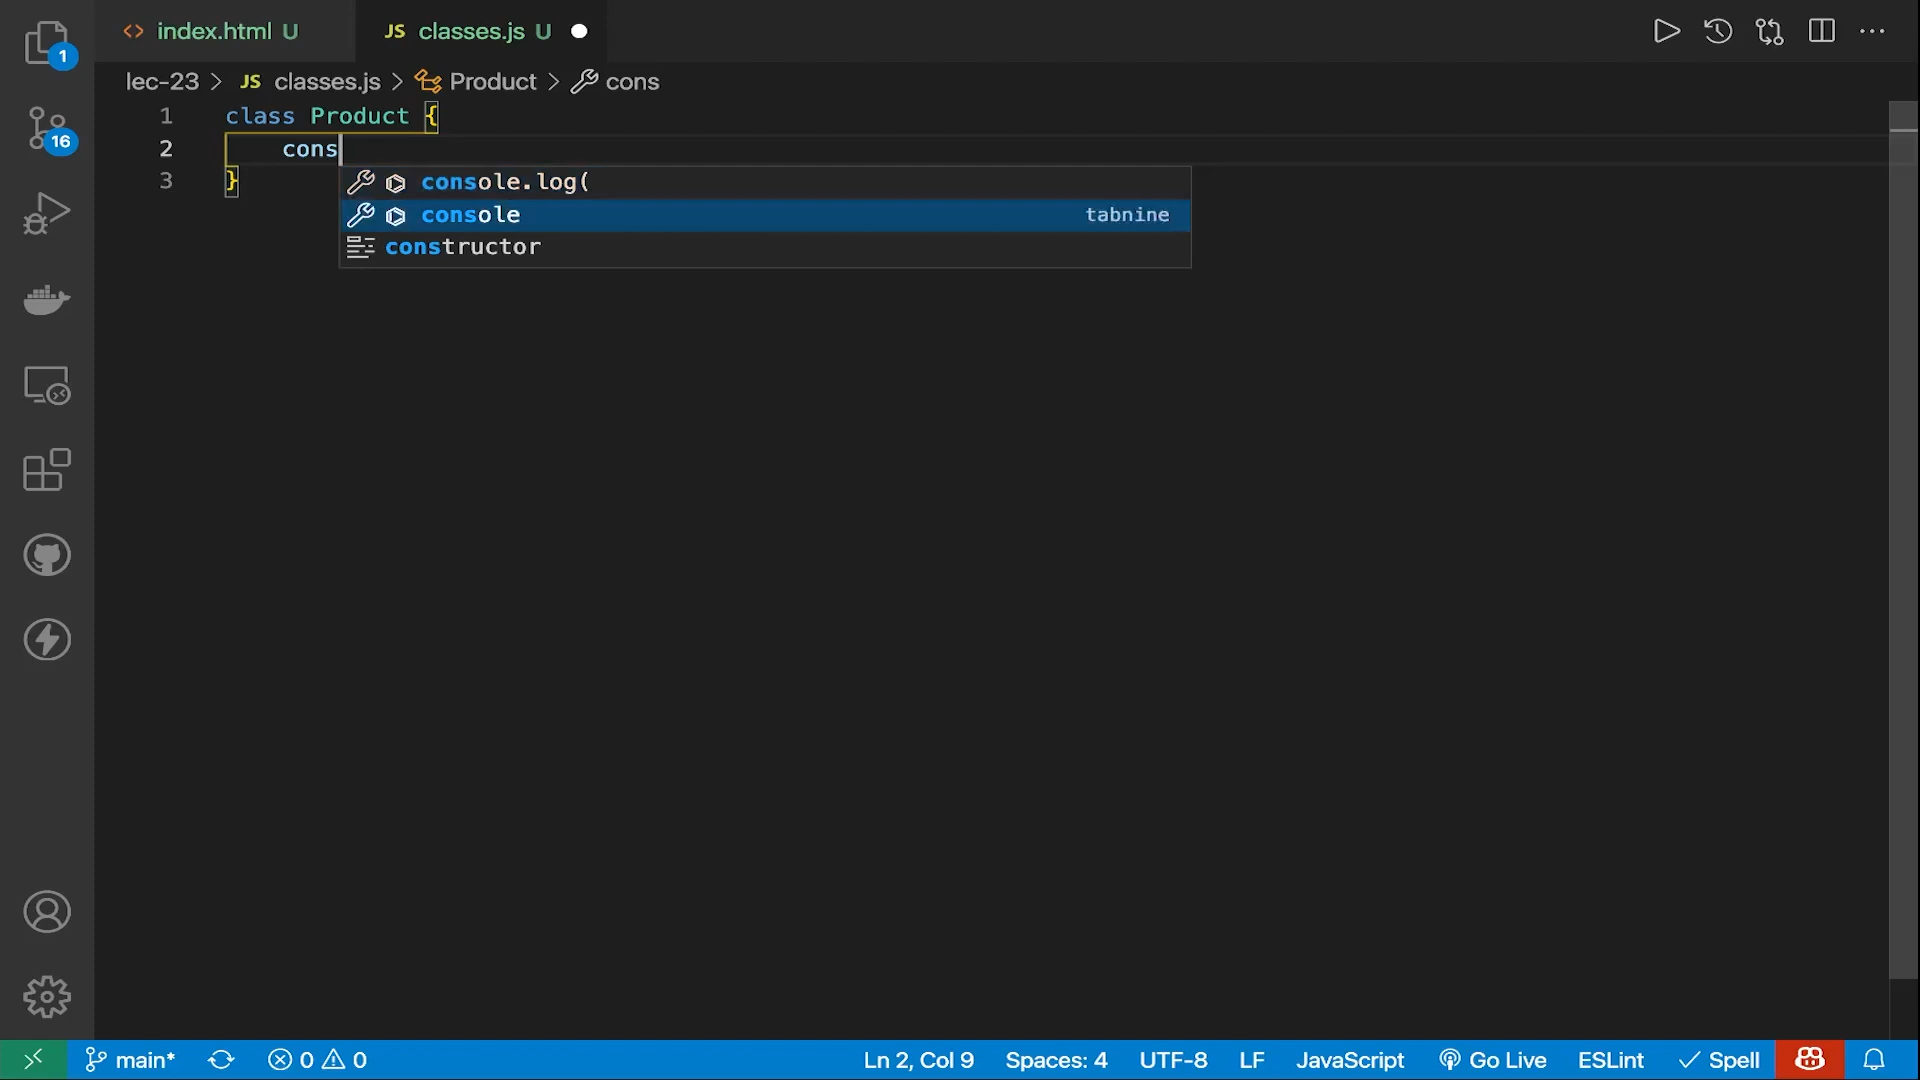 1
index.html U
JS classes.js U
lec-23 > JS classes.js > Product > cons
16
1 class Product {
2 cons
3 }
console.log(
console tabnine
constructor
main* 0 0 Ln 2, Col 9 Spaces: 4 UTF-8 LF JavaScript Go Live ESLint Spell